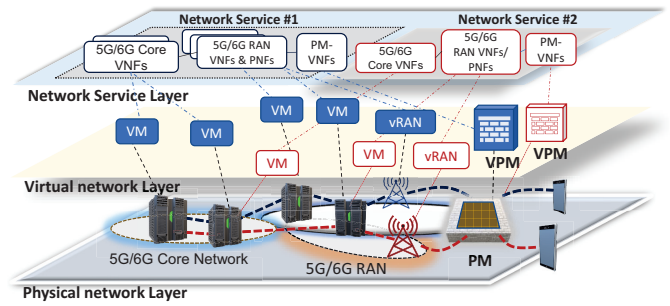 Network Service #1
Network Service #2
5G/6G Core
VNFs
5G/6G RAN
VNFs & PNFs
PM-
VNFs
5G/6G
Core VNFs
5G/6G
RAN VNFs/
PNFs
PM-
VNFs
Network Service Layer
VM
VM
VM
VM
vRAN
VM
VM
vRAN
VPM
VPM
Virtual network Layer
5G/6G Core Network
5G/6G RAN
PM
Physical network Layer